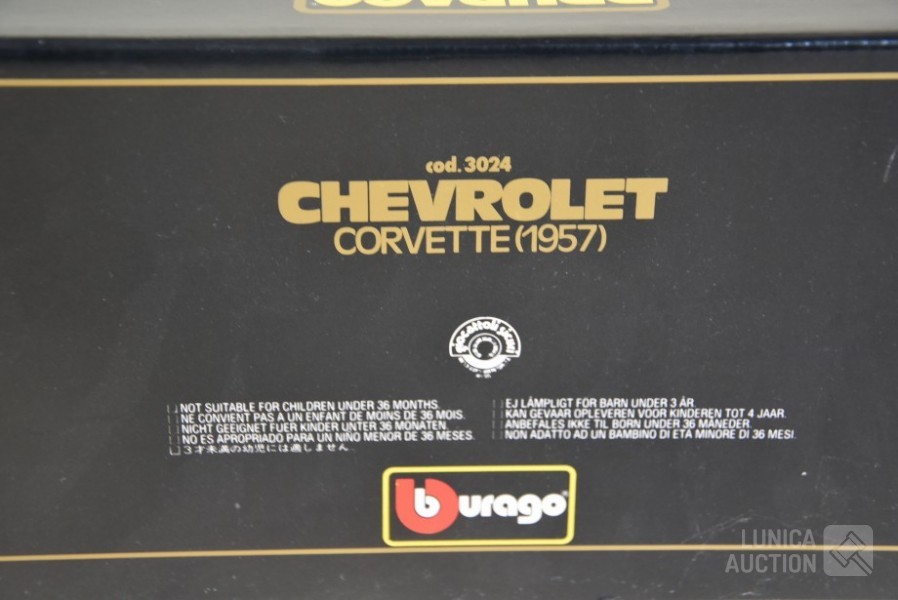 cod. 3024
CHEVROLET
CORVETTE (1957)
giocattoli sicuri
NOT SUITABLE FOR CHILDREN UNDER 36 MONTHS.
NE CONVIENT PAS A UN ENFANT DE MOINS DE 36 MOIS.
NICHT GEEIGNET FUER KINDER UNTER 36 MONATEN.
NO ES APROPRIADO PARA UN NIÑO MENOR DE 36 MESES.
3才未満の幼児には適しません.
EJ LÄMPLIGT FÖR BARN UNDER 3 ÅR.
KAN GEVAAR OPLEVEREN VOOR KINDEREN TOT 4 JAAR.
ANBEFALES IKKE TIL BORN UNDER 36 MÅNEDER.
NON ADATTO AD UN BAMBINO DI ETÀ MINORE DI 36 MESI.
burago
LUNICA
AUCTION